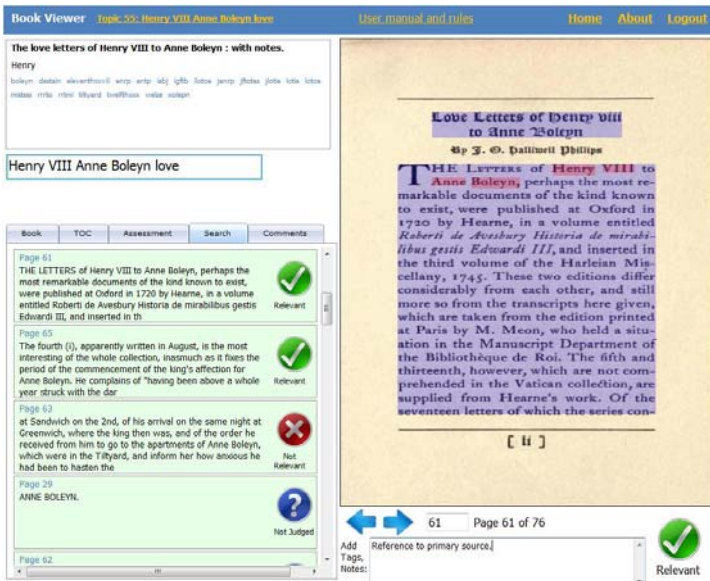 Book Viewer Topic 55: Henry VIII Anne Boleyn love User manual and rules Home About Logout
The love letters of Henry VIII to Anne Boleyn : with notes.
Henry
boleyn destain
Henry VIII Anne Boleyn love
Book TOC Assessment Search Comments
Page 61
THE LETTERS of Henry VIII to Anne Boleyn, perhaps the
most remarkable documents of the kind known to exist,
were published at Oxford in 1720 by Hearne, in a volume
entitled Roberti de Avesbury Historia de mirabilibus gestis
Edwardi III, and inserted in th
Relevant
Page 65
The fourth (i), apparently written in August, is the most
interesting of the whole collection, inasmuch as it fixes the
period of the commencement of the king's affection for
Anne Boleyn. He complains of "having been above a whole
year struck with the dar
Relevant
Page 63
at Sandwich on the 2nd, of his arrival on the same night at
Greenwich, where the king then was, and of the order he
received from him to go to the apartments of Anne Boleyn,
which were in the Tiltyard, and inform her how anxious he
had been to hasten the
Not
Relevant
Page 29
ANNE BOLEYN.
Not Judged
Page 62
Love Letters of Henry viii
to Anne Boleyn
By J. O. Halliwell Phillips
THE LETTERS of Henry VIII to
Anne Boleyn, perhaps the most re-
markable documents of the kind known
to exist, were published at Oxford in
1720 by Hearne, in a volume entitled
Roberti de Avesbury Historia de mirabi-
libus gestis Edwardi III, and inserted in
the third volume of the Harleian Mis-
cellany, 1745. These two editions differ
considerably from each other, and still
more so from the transcripts here given,
which are taken from the edition printed
at Paris by M. Meon, who held a situ-
ation in the Manuscript Department of
the Bibliothèque de Roi. The fifth and
thirteenth, however, which are not com-
prehended in the Vatican collection, are
supplied from Hearne's work. Of the
seventeen letters of which the series con-
[ li ]
61 Page 61 of 76
Add
Tags,
Notes:
Reference to primary source.
Relevant